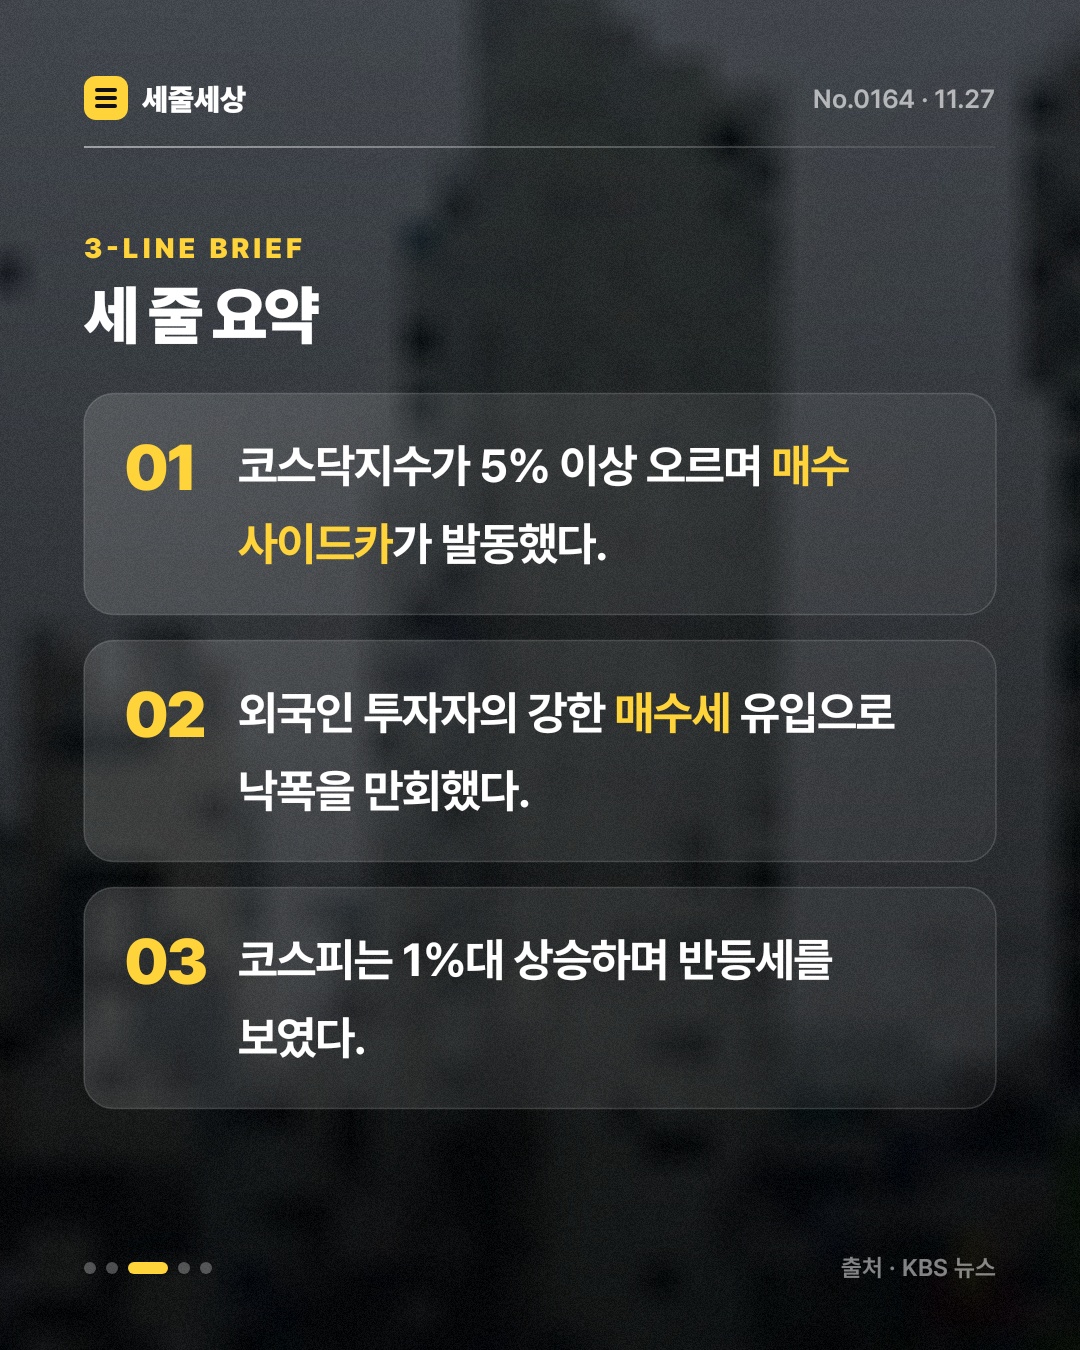 세줄세상
No.0164 · 11.27
3-LINE BRIEF
세 줄 요약
01
코스닥지수가 5% 이상 오르며 매수
사이드카가 발동했다.
02
외국인 투자자의 강한 매수세 유입으로
낙폭을 만회했다.
03
코스피는 1%대 상승하며 반등세를
보였다.
출처 · KBS 뉴스